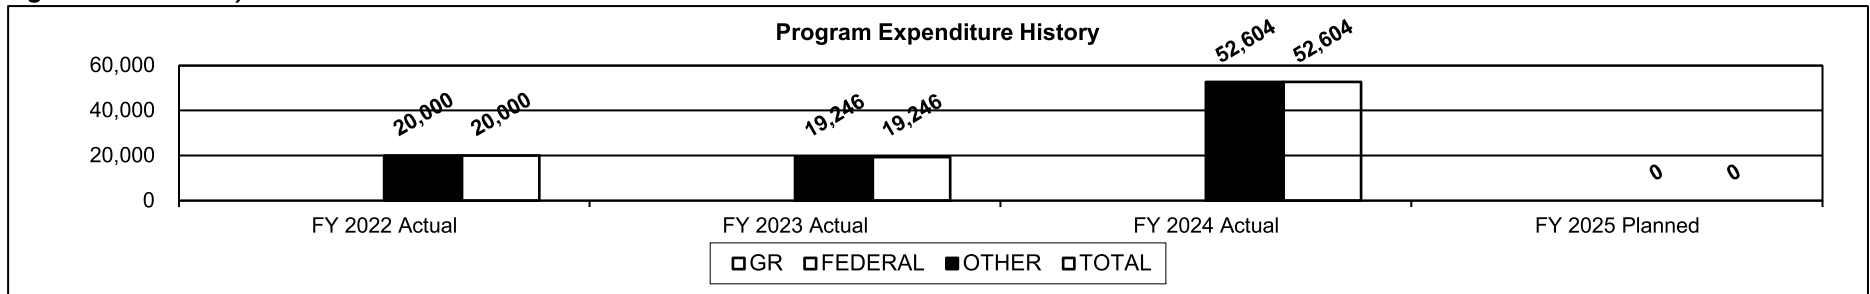 Program Expenditure History
52,604 52,604
60,000
40,000
20,000 20,000 19,246 19,246
20,000
0 0
0
FY 2022 Actual FY 2023 Actual FY 2024 Actual FY 2025 Planned
GR FEDERAL OTHER TOTAL